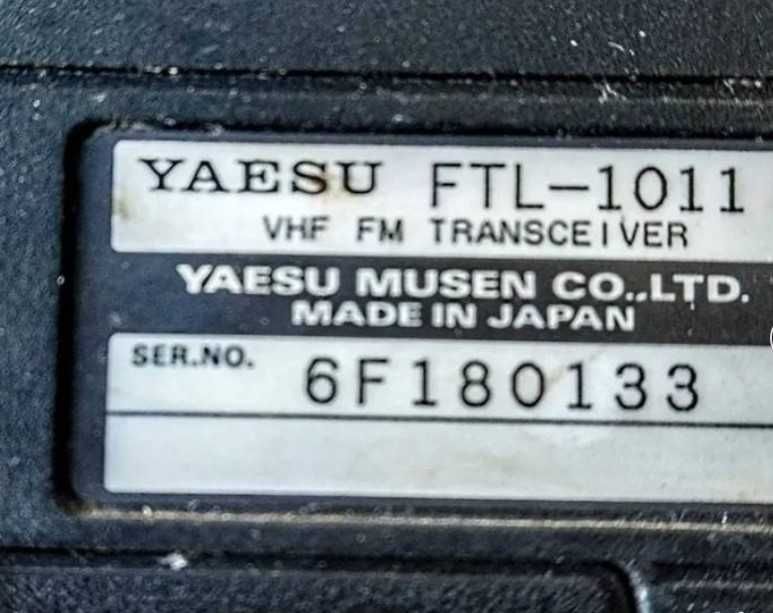 YAESU FTL-1011
VHF FM TRANSCEIVER
YAESU MUSEN CO.,LTD.
MADE IN JAPAN
SER.NO. 6F180133